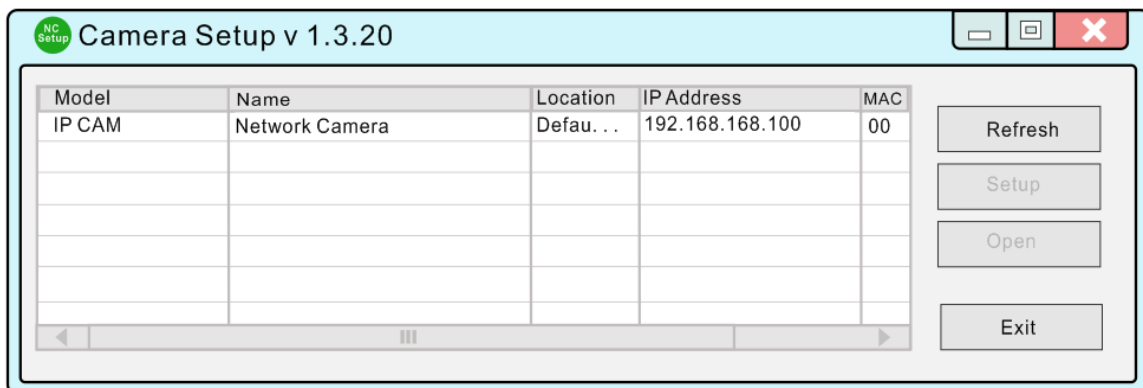 NC Setup Camera Setup v 1.3.20
Model Name Location IP Address MAC
IP CAM Network Camera Defau... 192.168.168.100 00
Refresh
Setup
Open
Exit